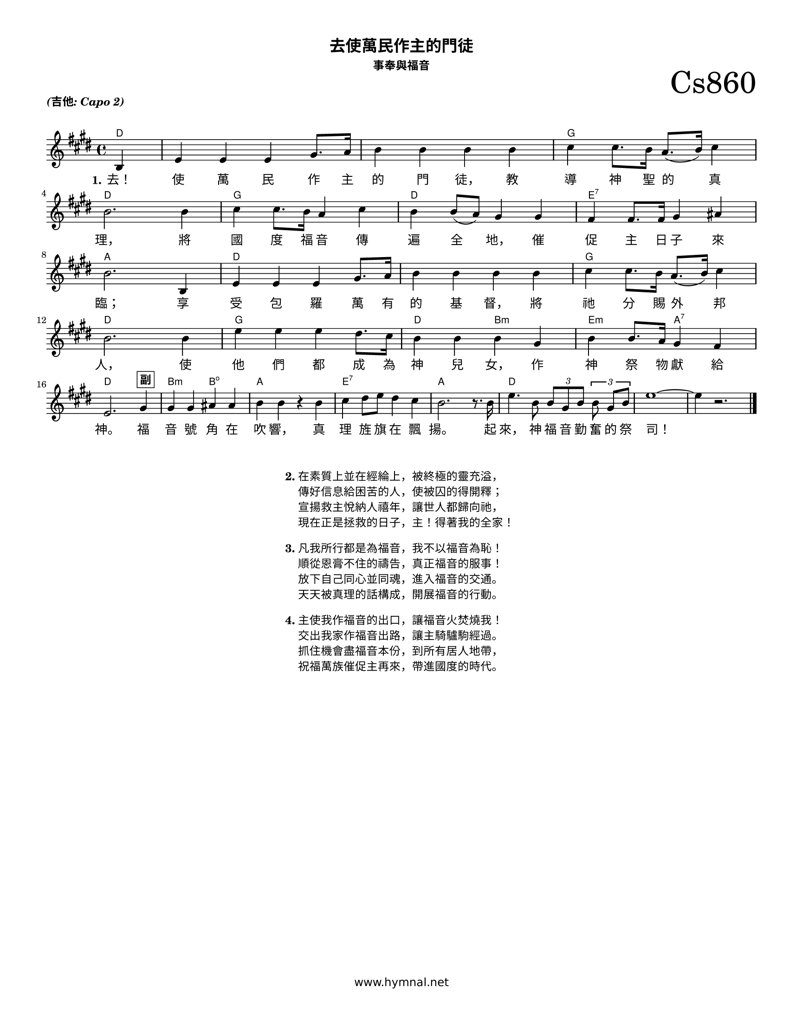 去使萬民作主的門徒
事奉與福音
Cs860
(吉他: Capo 2)
D G
1. 去！ 使 萬 民 作 主 的 門 徒， 教 導 神 聖 的 真
4 D G D E7
理， 將 國 度 福 音 傳 遍 全 地， 催 促 主 日 子 來
8 A D G
臨； 享 受 包 羅 萬 有 的 基 督， 將 祂 分 賜 外 邦
12 D G D Bm Em A7
人， 使 他 們 都 成 為 神 兒 女， 作 神 祭 物 獻 給
16 D 副 Bm Bo A E7 A D 3 3
神。 福 音 號 角 在 吹 響， 真 理 旌 旗 在 飄 揚。 起 來， 神 福 音 勤 奮 的 祭 司！
2. 在素質上並在經綸上，被終極的靈充溢，
傳好信息給困苦的人，使被囚的得開釋；
宣揚救主悅納人禧年，讓世人都歸向祂，
現在正是拯救的日子，主！得著我的全家！
3. 凡我所行都是為福音，我不以福音為恥！
順從恩膏不住的禱告，真正福音的服事！
放下自己同心並同魂，進入福音的交通。
天天被真理的話構成，開展福音的行動。
4. 主使我作福音的出口，讓福音火焚燒我！
交出我家作福音出路，讓主騎驢駒經過。
抓住機會盡福音本份，到所有居人地帶，
祝福萬族催促主再來，帶進國度的時代。
www.hymnal.net